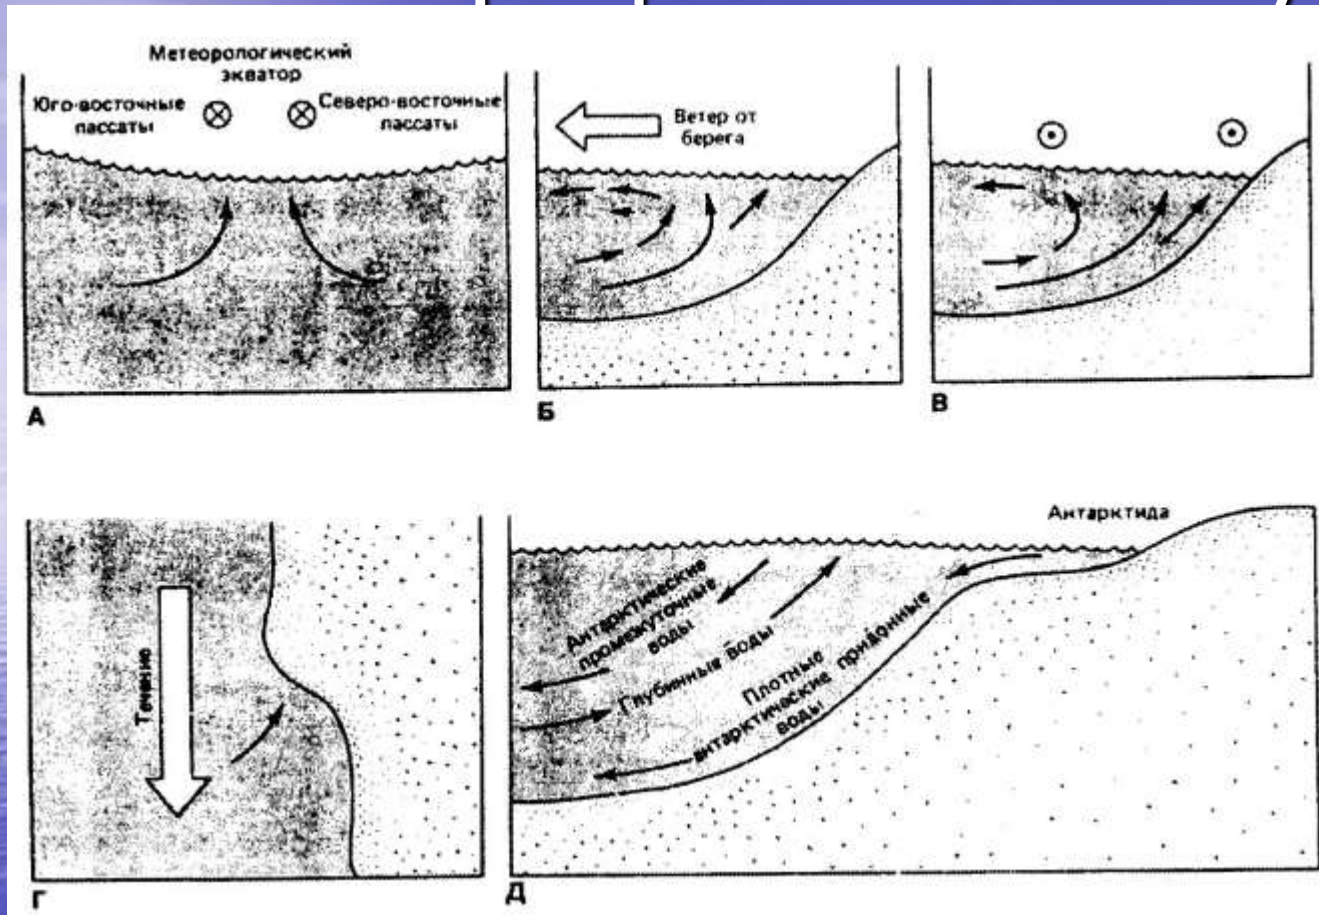 Метеорологический
экватор
Юго-восточные
пассаты
Северо-восточные
пассаты
А
Ветер от
берега
Б
В
Течение
Г
Антарктида
Антарктические
промежуточные
воды
Глубинные воды
Плотные
антарктические придонные
воды
Д